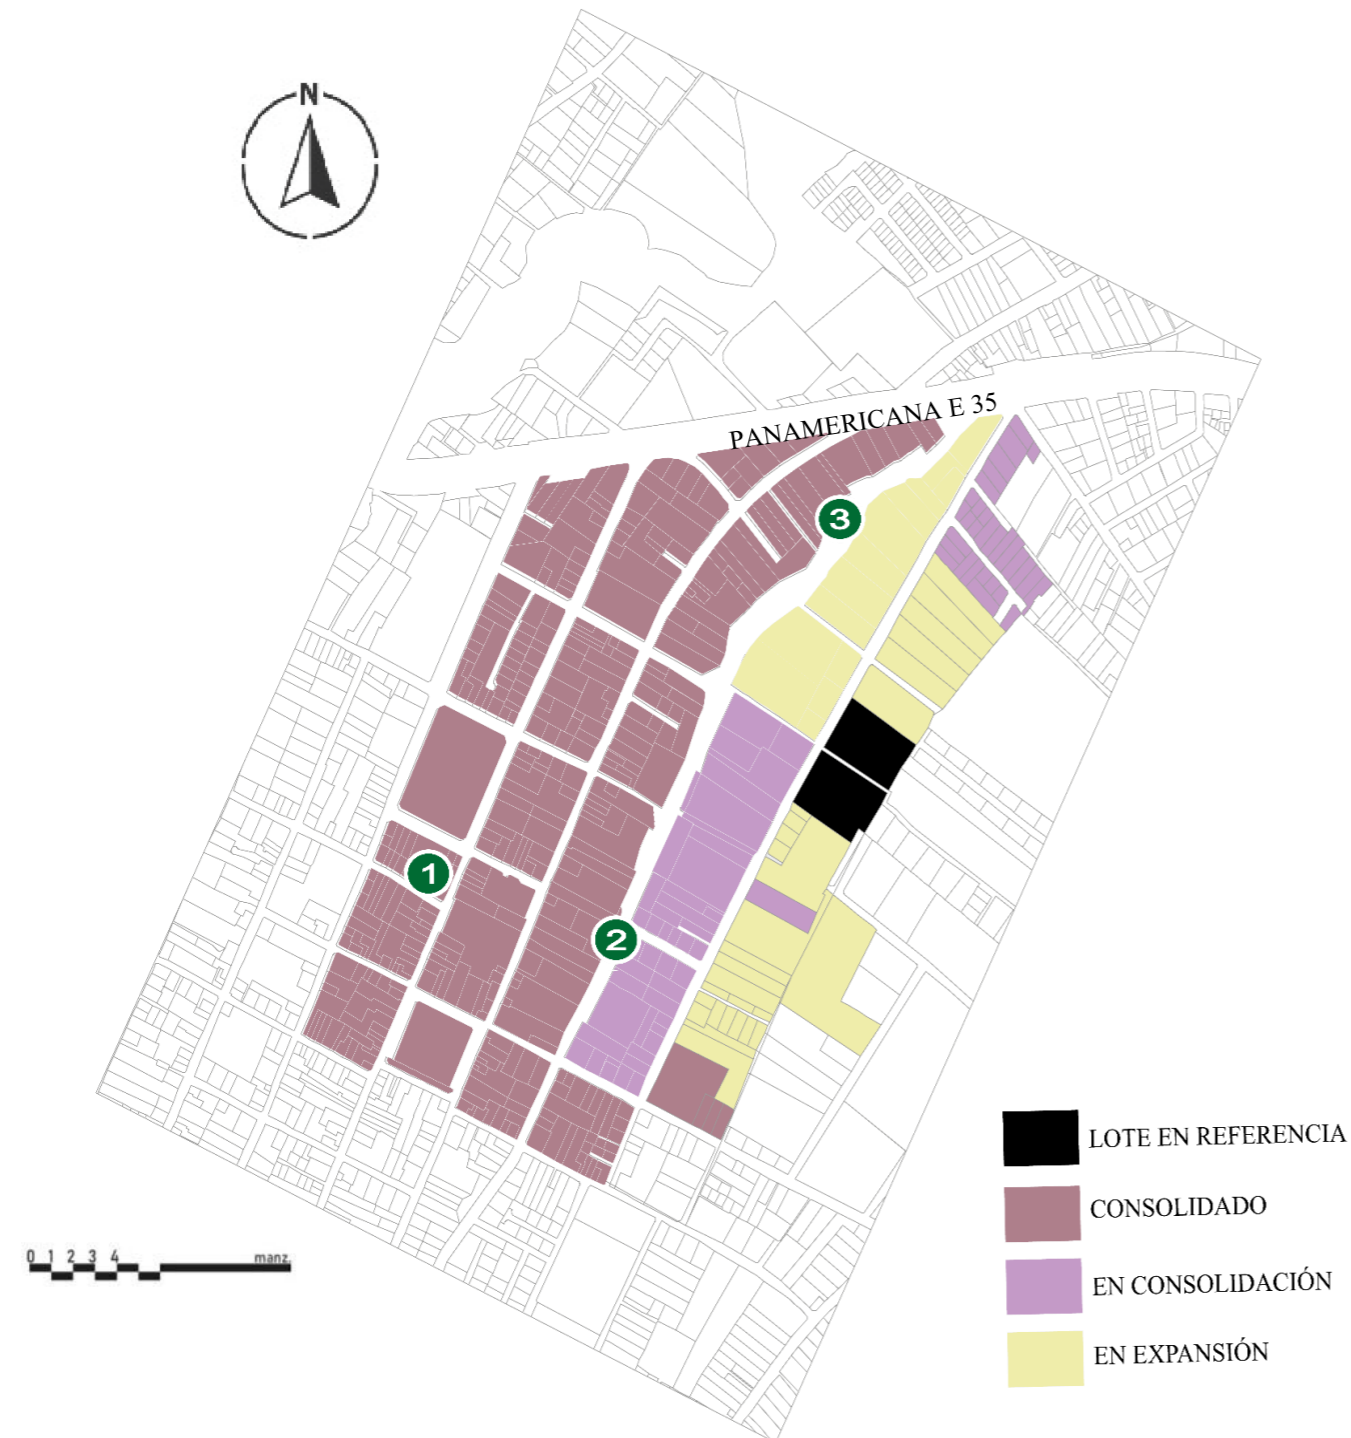 N
PANAMERICANA E 35
3
1
2
LOTE EN REFERENCIA
CONSOLIDADO
EN CONSOLIDACIÓN
EN EXPANSIÓN
0 1 2 3 4 manz.